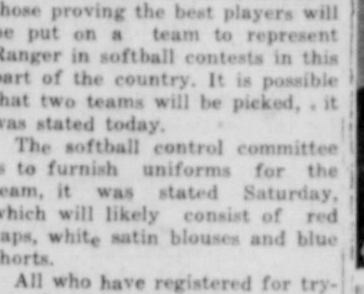 hose proving the best players will
e put on a team to represent
Ranger in softball contests in this
part of the country. It is possible
hat two teams will be picked, . it
was stated today.
The softball control committee
s to furnish uniforms for the
eam, it was stated Saturday,
which will likely consist of red
aps, white satin blouses and blue
horts.
All who have registered for try-